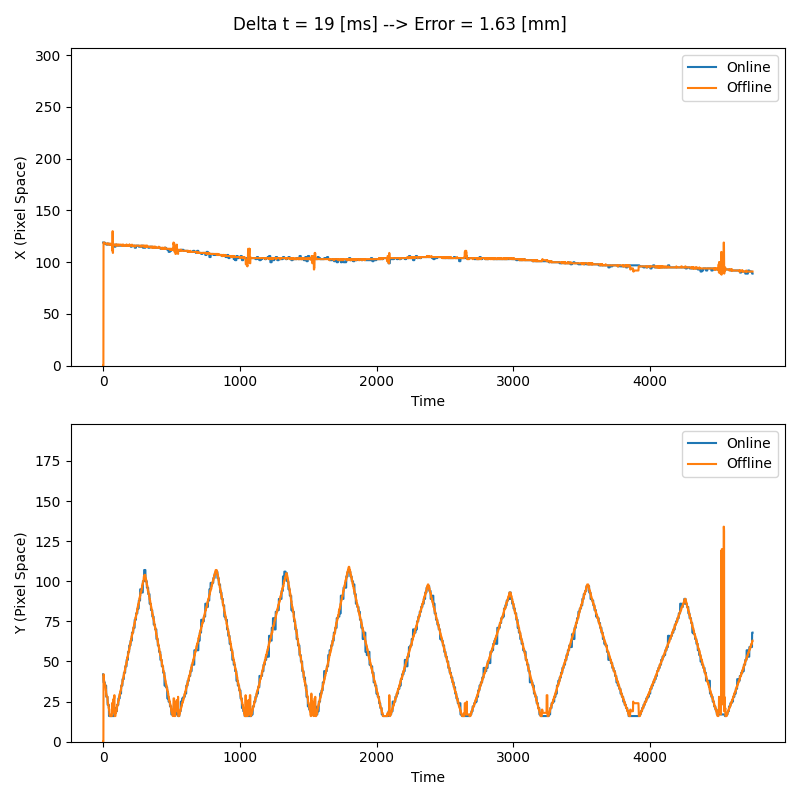 Delta t = 19 [ms] --> Error = 1.63 [mm]
300
250
200
150
100
50
0
X (Pixel Space)
Online
Offline
0 1000 2000 3000 4000
Time
175
150
125
100
75
50
25
0
Y (Pixel Space)
Online
Offline
0 1000 2000 3000 4000
Time